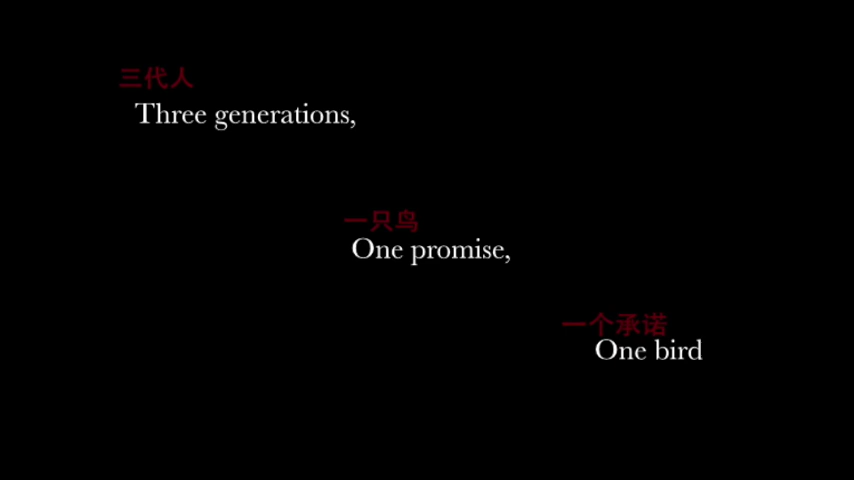 三代人
Three generations,
一只鸟
One promise,
一个承诺
One bird